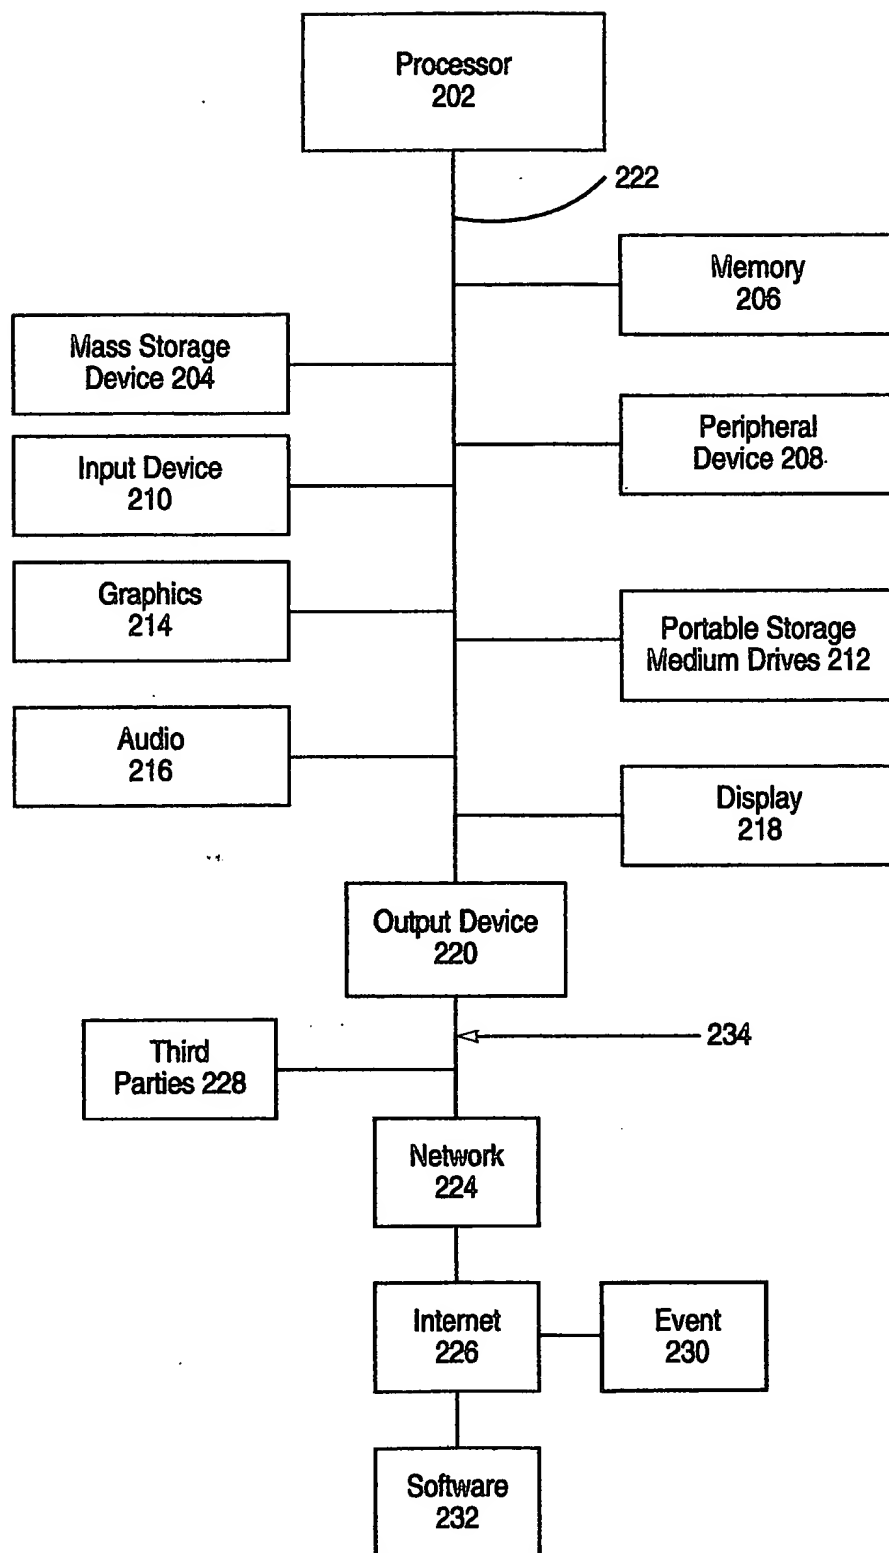 Processor
202
222
Memory
206
Mass Storage
Device 204
Peripheral
Device 208
Input Device
210
Graphics
214
Portable Storage
Medium Drives 212
Audio
216
Display
218
Output Device
220
234
Third
Parties 228
Network
224
Internet
226
Event
230
Software
232